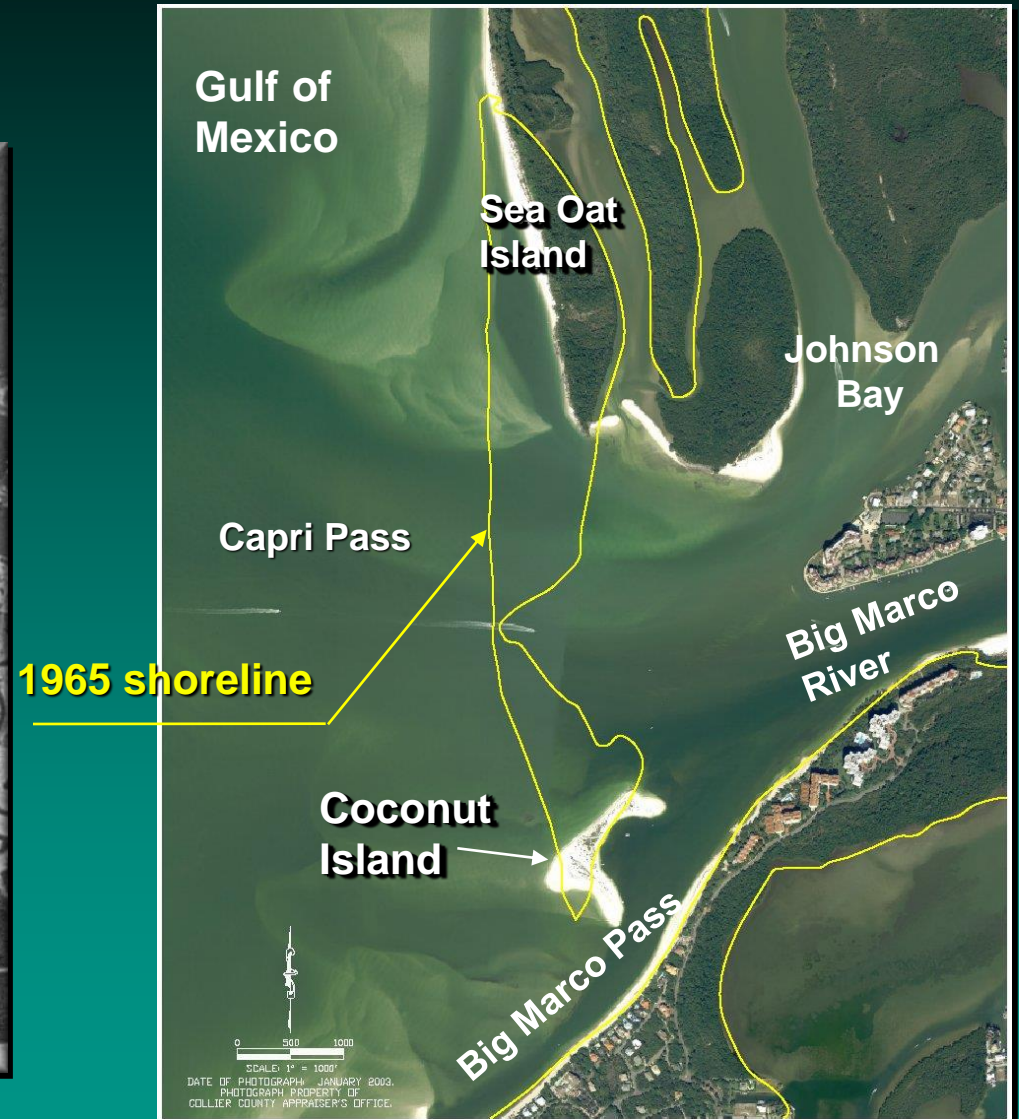 Gulf of
Mexico
Sea Oat
Island
Johnson
Bay
Capri Pass
Big Marco
River
1965 shoreline
Coconut
Island
Big Marco Pass
0 500 1000
SCALE: 1" = 1000'
DATE OF PHOTOGRAPH: JANUARY 2003.
PHOTOGRAPH PROPERTY OF
COLLIER COUNTY APPRAISER'S OFFICE.